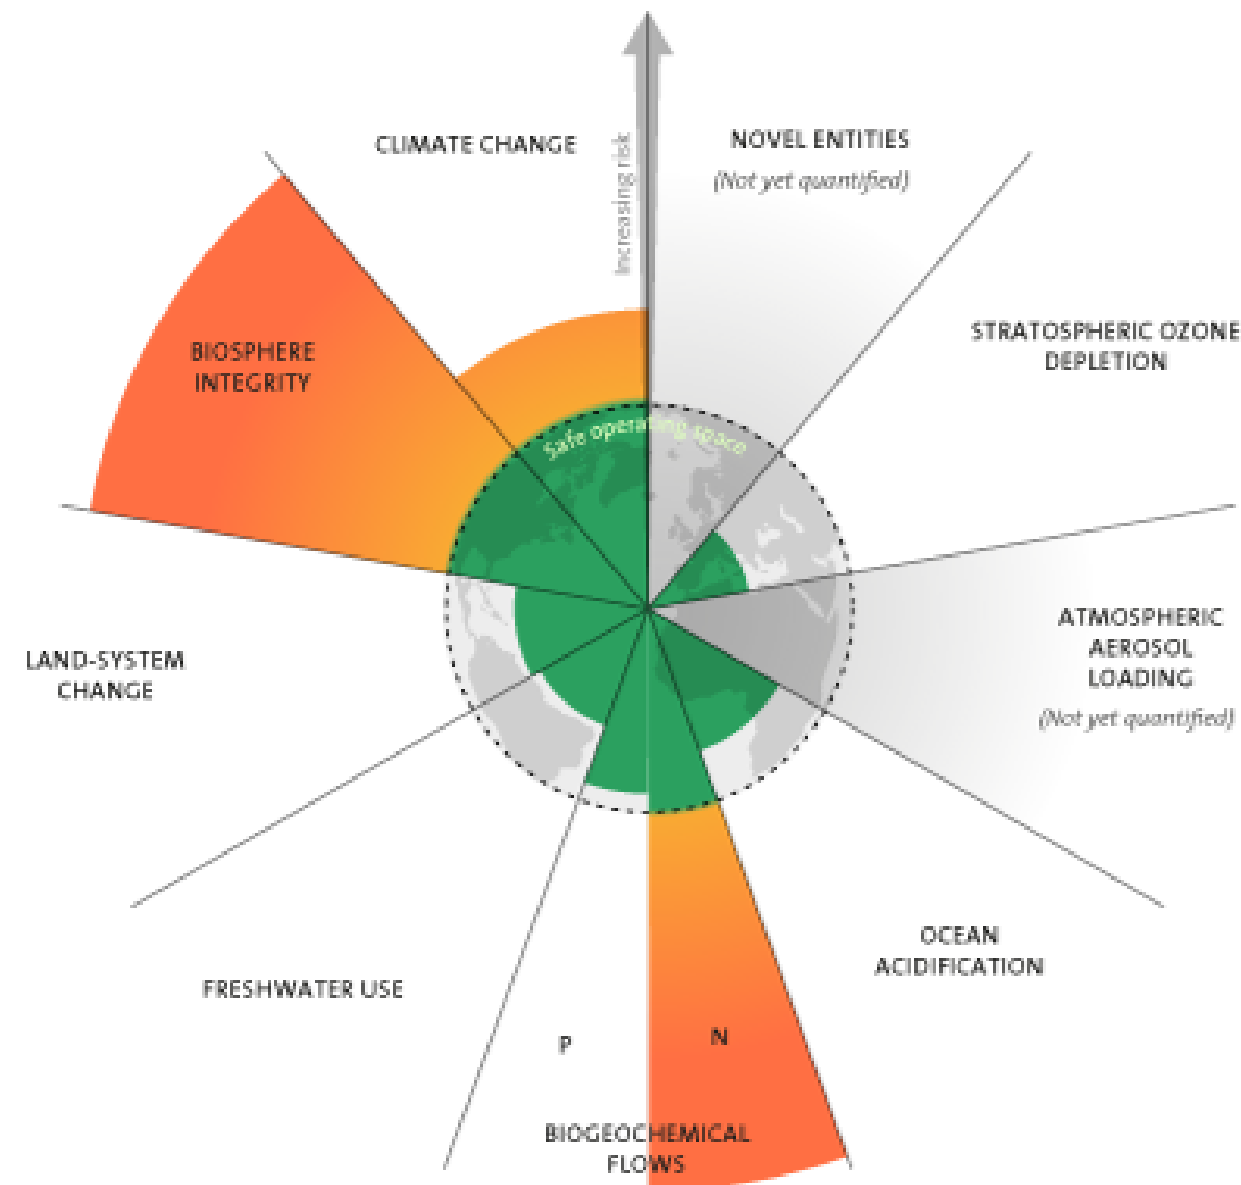 CLIMATE CHANGE
Increasing risk
NOVEL ENTITIES
(Not yet quantified)
STRATOSPHERIC OZONE
DEPLETION
BIOSPHERE
INTEGRITY
Safe operating space
ATMOSPHERIC
AEROSOL
LOADING
(Not yet quantified)
LAND-SYSTEM
CHANGE
OCEAN
ACIDIFICATION
FRESHWATER USE
P
N
BIOGEOCHEMICAL
FLOWS